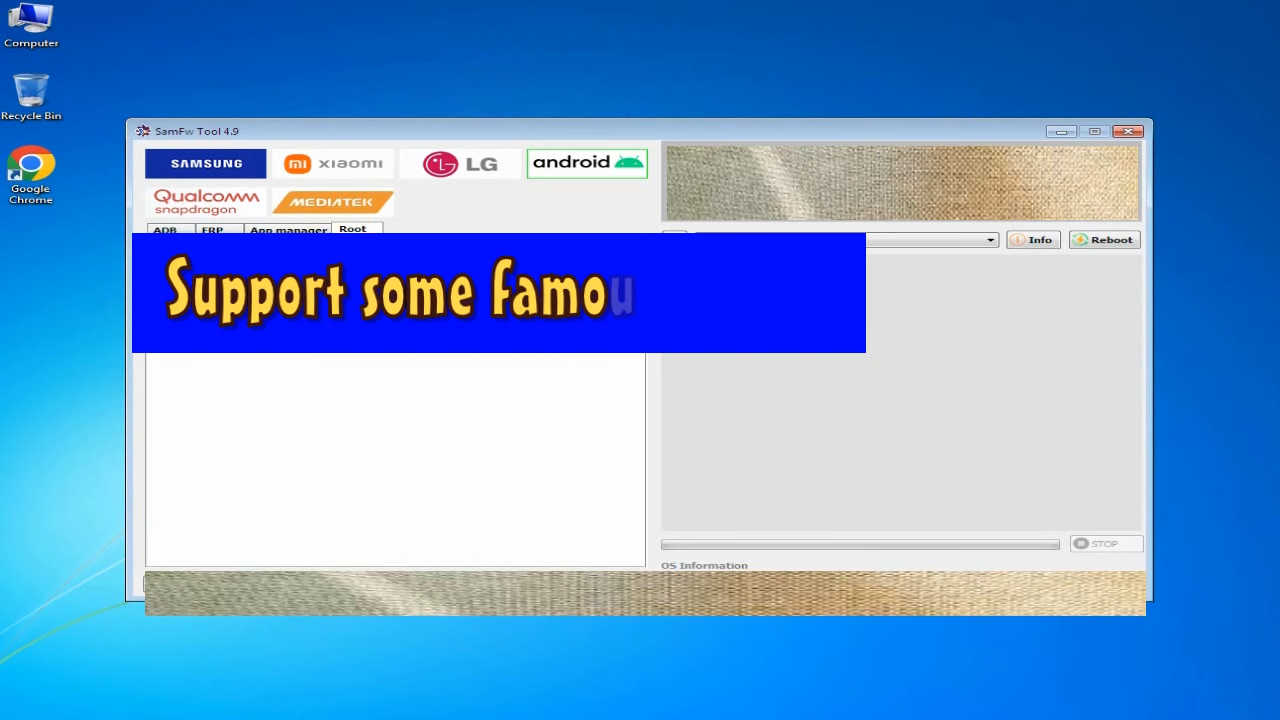 Computer
Recycle Bin
Google
Chrome
SamFw Tool 4.9
SAMSUNG
xiaomi
LG
android
Qualcomm
snapdragon
MEDIATEK
ADB
FRP
App manager
Root
Info
Reboot
Support some famou
STOP
OS Information